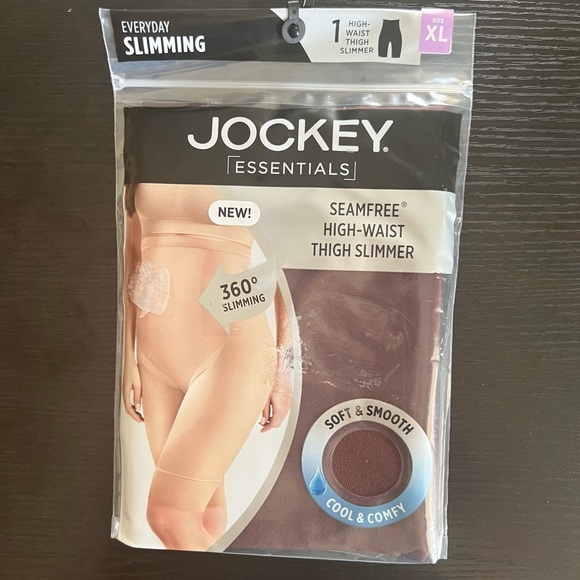 EVERYDAY
SLIMMING
1
HIGH-
WAIST
THIGH
SLIMMER
SIZE
XL
JOCKEY®
ESSENTIALS
NEW!
SEAMFREE®
HIGH-WAIST
THIGH SLIMMER
360°
SLIMMING
SOFT & SMOOTH
COOL & COMFY